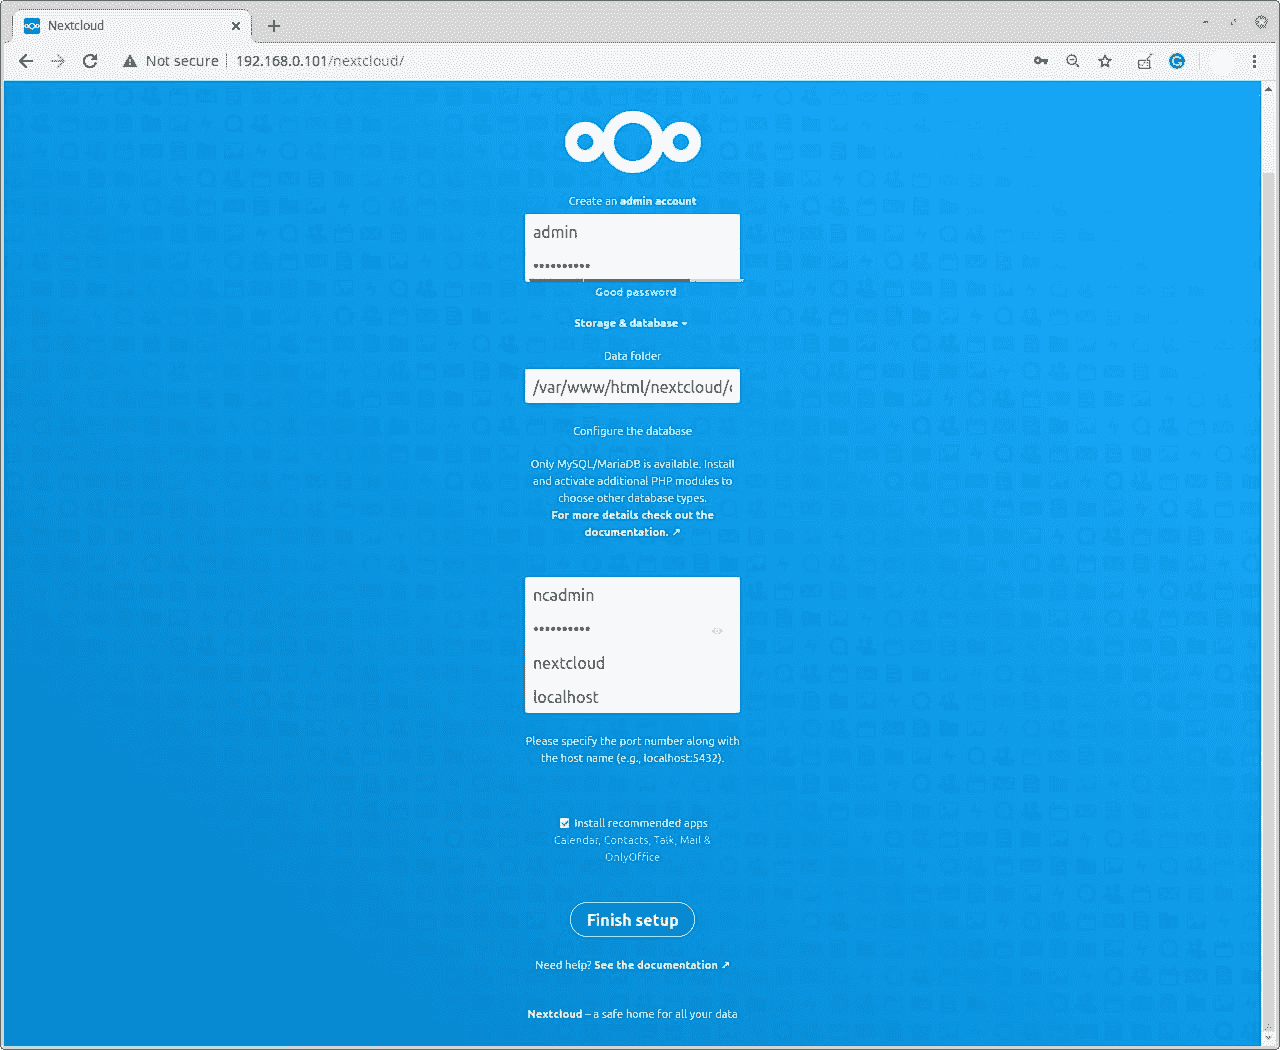 Nextcloud
Not secure
192.168.0.101/nextcloud/
Create an admin account
admin
••••••••••
Good password
Storage & database
Data folder
/var/www/html/nextcloud/
Configure the database
Only MySQL/MariaDB is available. Install
and activate additional PHP modules to
choose other database types.
For more details check out the
documentation. ↗
ncadmin
••••••••••
nextcloud
localhost
Please specify the port number along with
the host name (e.g., localhost:5432).
Install recommended apps
Calendar, Contacts, Talk, Mail &
OnlyOffice
Finish setup
Need help? See the documentation ↗
Nextcloud – a safe home for all your data